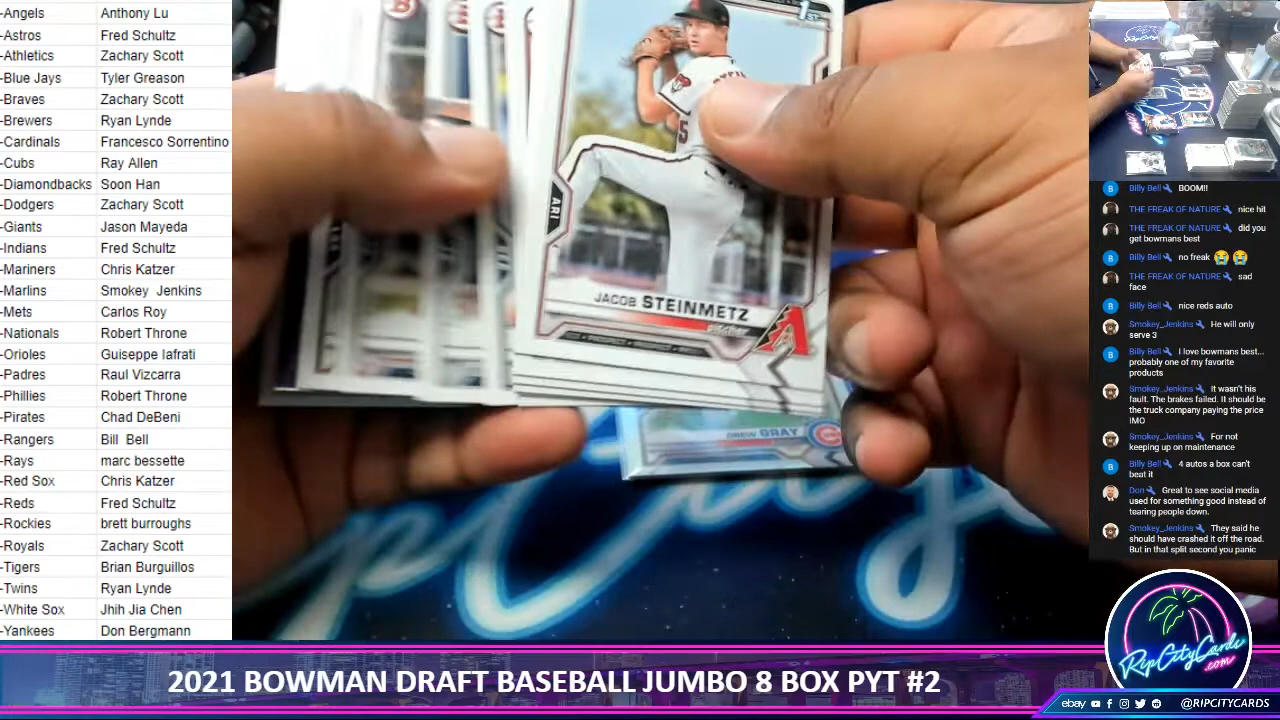 -Angels Anthony Lu
-Astros Fred Schultz
-Athletics Zachary Scott
-Blue Jays Tyler Greason
-Braves Zachary Scott
-Brewers Ryan Lynde
-Cardinals Francesco Sorrentino
-Cubs Ray Allen
-Diamondbacks Soon Han
-Dodgers Zachary Scott
-Giants Jason Mayeda
-Indians Fred Schultz
-Mariners Chris Katzer
-Marlins Smokey Jenkins
-Mets Carlos Roy
-Nationals Robert Throne
-Orioles Guiseppe Iafrati
-Padres Raul Vizcarra
-Phillies Robert Throne
-Pirates Chad DeBeni
-Rangers Bill Bell
-Rays marc bessette
-Red Sox Chris Katzer
-Reds Fred Schultz
-Rockies brett burroughs
-Royals Zachary Scott
-Tigers Brian Burguillos
-Twins Ryan Lynde
-White Sox Jhih Jia Chen
-Yankees Don Bergmann
1ST
5
ARI
JACOB STEINMETZ
DREW GRAY
B Billy Bell BOOM!!
THE FREAK OF NATURE nice hit
THE FREAK OF NATURE did you
get bowmans best
B Billy Bell no freak 😭 😭
THE FREAK OF NATURE sad
face
B Billy Bell nice reds auto
Smokey_Jenkins He will only
serve 3
B Billy Bell I love bowmans best...
probably one of my favorite
products
Smokey_Jenkins It wasn't his
fault. The brakes failed. It should be
the truck company paying the price
IMO
Smokey_Jenkins For not
keeping up on maintenance
B Billy Bell 4 autos a box can't
beat it
Don Great to see social media
used for something good instead of
tearing people down.
Smokey_Jenkins They said he
should have crashed it off the road.
But in that split second you panic
RipCityCards
.com
2021 BOWMAN DRAFT BASEBALL JUMBO 8 BOX PYT #2
ebay @RIPCITYCARDS